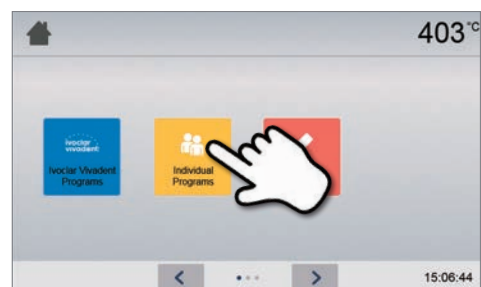 403°C
ivoclar
vivadent
Ivoclar Vivadent
Programs
Individual
Programs
15:06:44